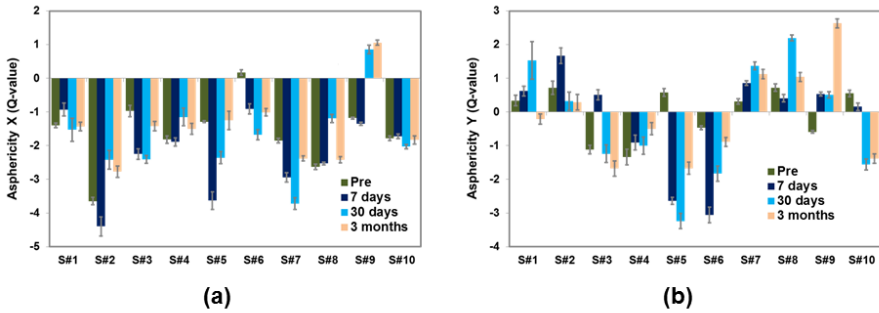 Asphericity X (Q-value)
2
1
0
-1
-2
-3
-4
-5
Pre
7 days
30 days
3 months
S#1 S#2 S#3 S#4 S#5 S#6 S#7 S#8 S#9 S#10
(a)
Asphericity Y (Q-value)
3
2
1
0
-1
-2
-3
-4
Pre
7 days
30 days
3 months
S#1 S#2 S#3 S#4 S#5 S#6 S#7 S#8 S#9 S#10
(b)